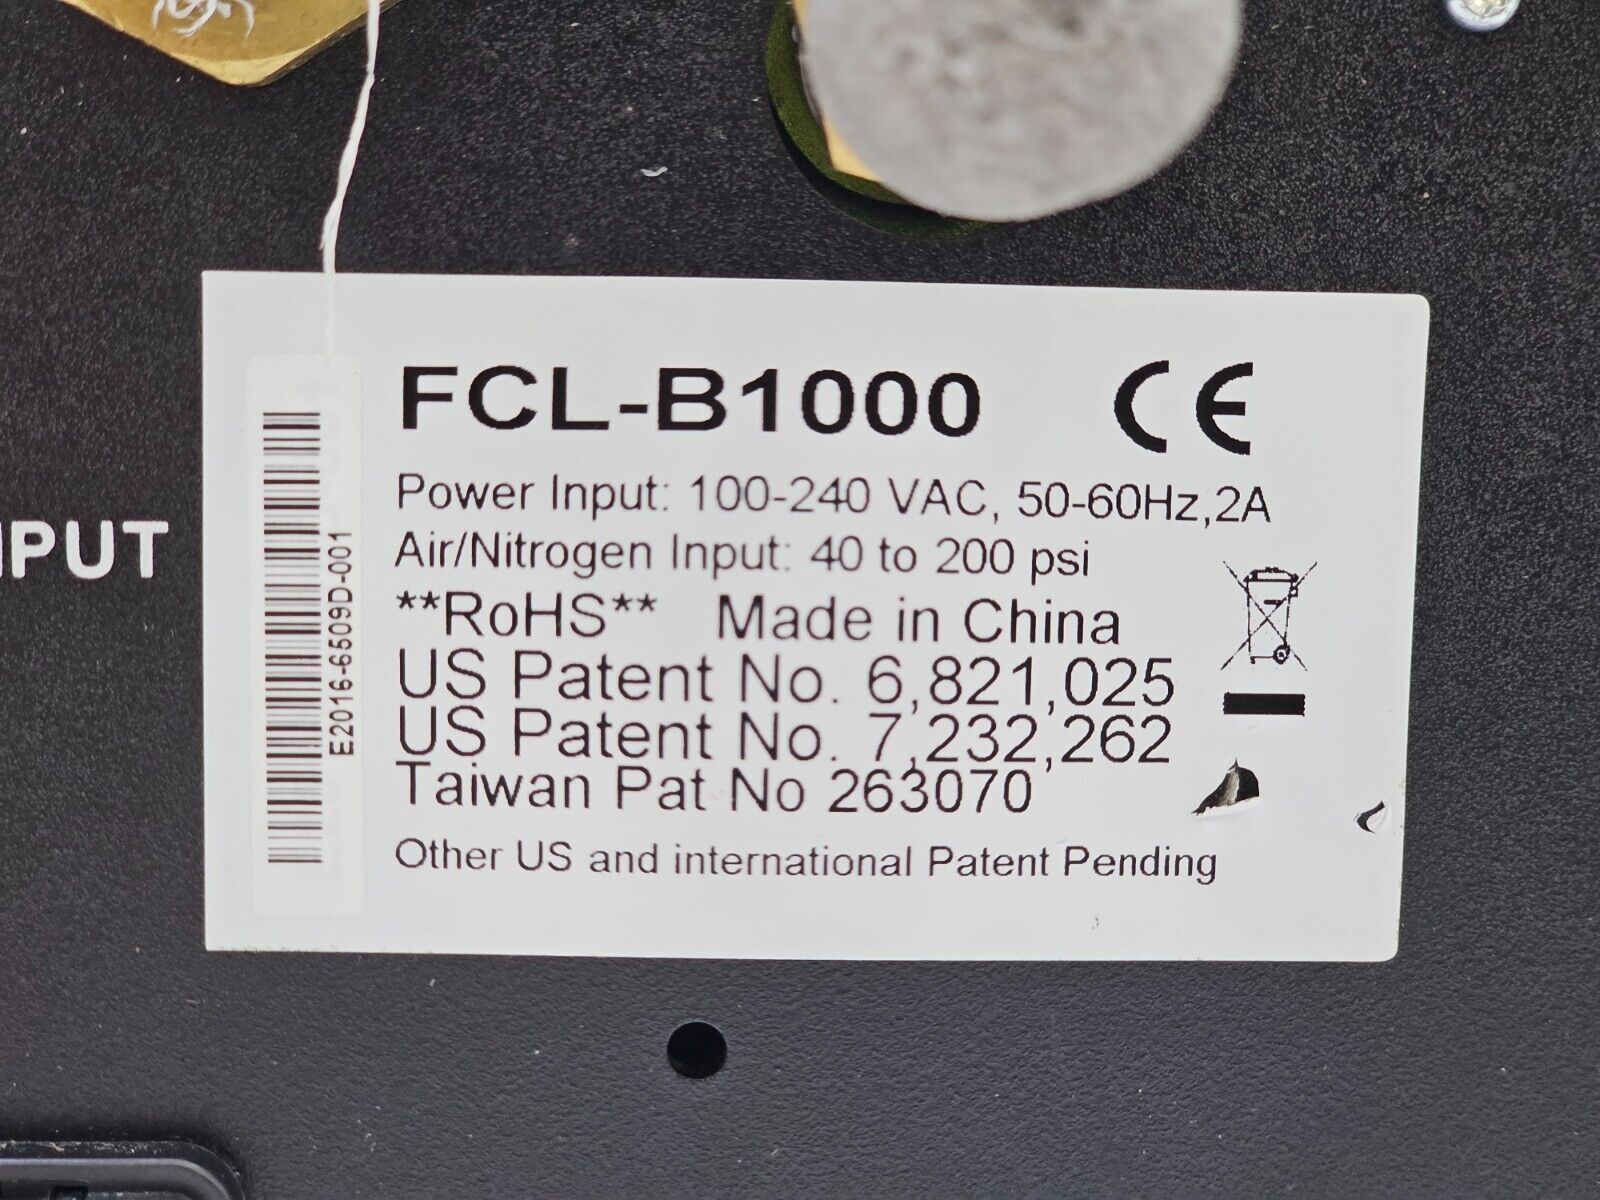 FCL-B1000 CE
Power Input: 100-240 VAC, 50-60Hz,2A
Air/Nitrogen Input: 40 to 200 psi
**RoHS** Made in China
US Patent No. 6,821,025
US Patent No. 7,232,262
Taiwan Pat No 263070
Other US and international Patent Pending
E2016-6509D-001
NPUT